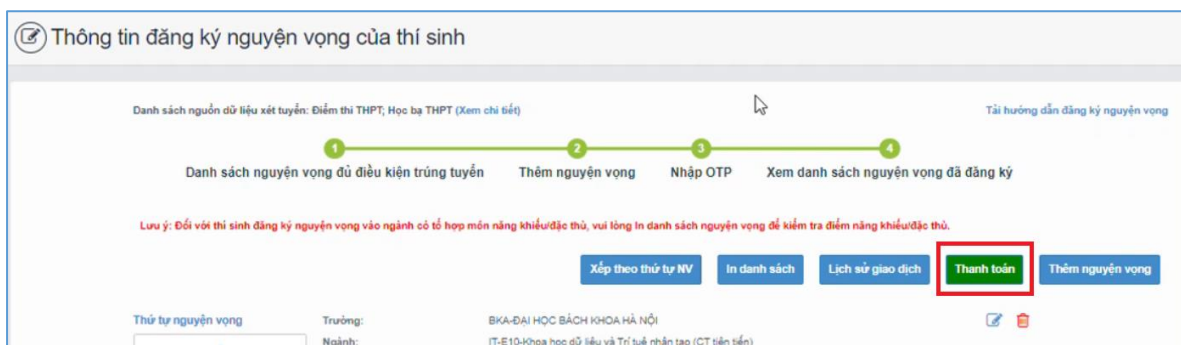 Thông tin đăng ký nguyện vọng của thí sinh
Danh sách nguồn dữ liệu xét tuyển: Điểm thi THPT; Học bạ THPT (Xem chi tiết)
Tải hướng dẫn đăng ký nguyện vọng
1 2 3 4
Danh sách nguyện vọng đủ điều kiện trúng tuyển Thêm nguyện vọng Nhập OTP Xem danh sách nguyện vọng đã đăng ký
Lưu ý: Đối với thí sinh đăng ký nguyện vọng vào ngành có tổ hợp môn năng khiếu/đặc thù, vui lòng In danh sách nguyện vọng để kiểm tra điểm năng khiếu/đặc thù.
Xếp theo thứ tự NV In danh sách Lịch sử giao dịch Thanh toán Thêm nguyện vọng
Thứ tự nguyện vọng Trường: BKA-ĐẠI HỌC BÁCH KHOA HÀ NỘI
Ngành: IT-E10-Khoa học dữ liệu và Trí tuệ nhân tạo (CT tiên tiến)